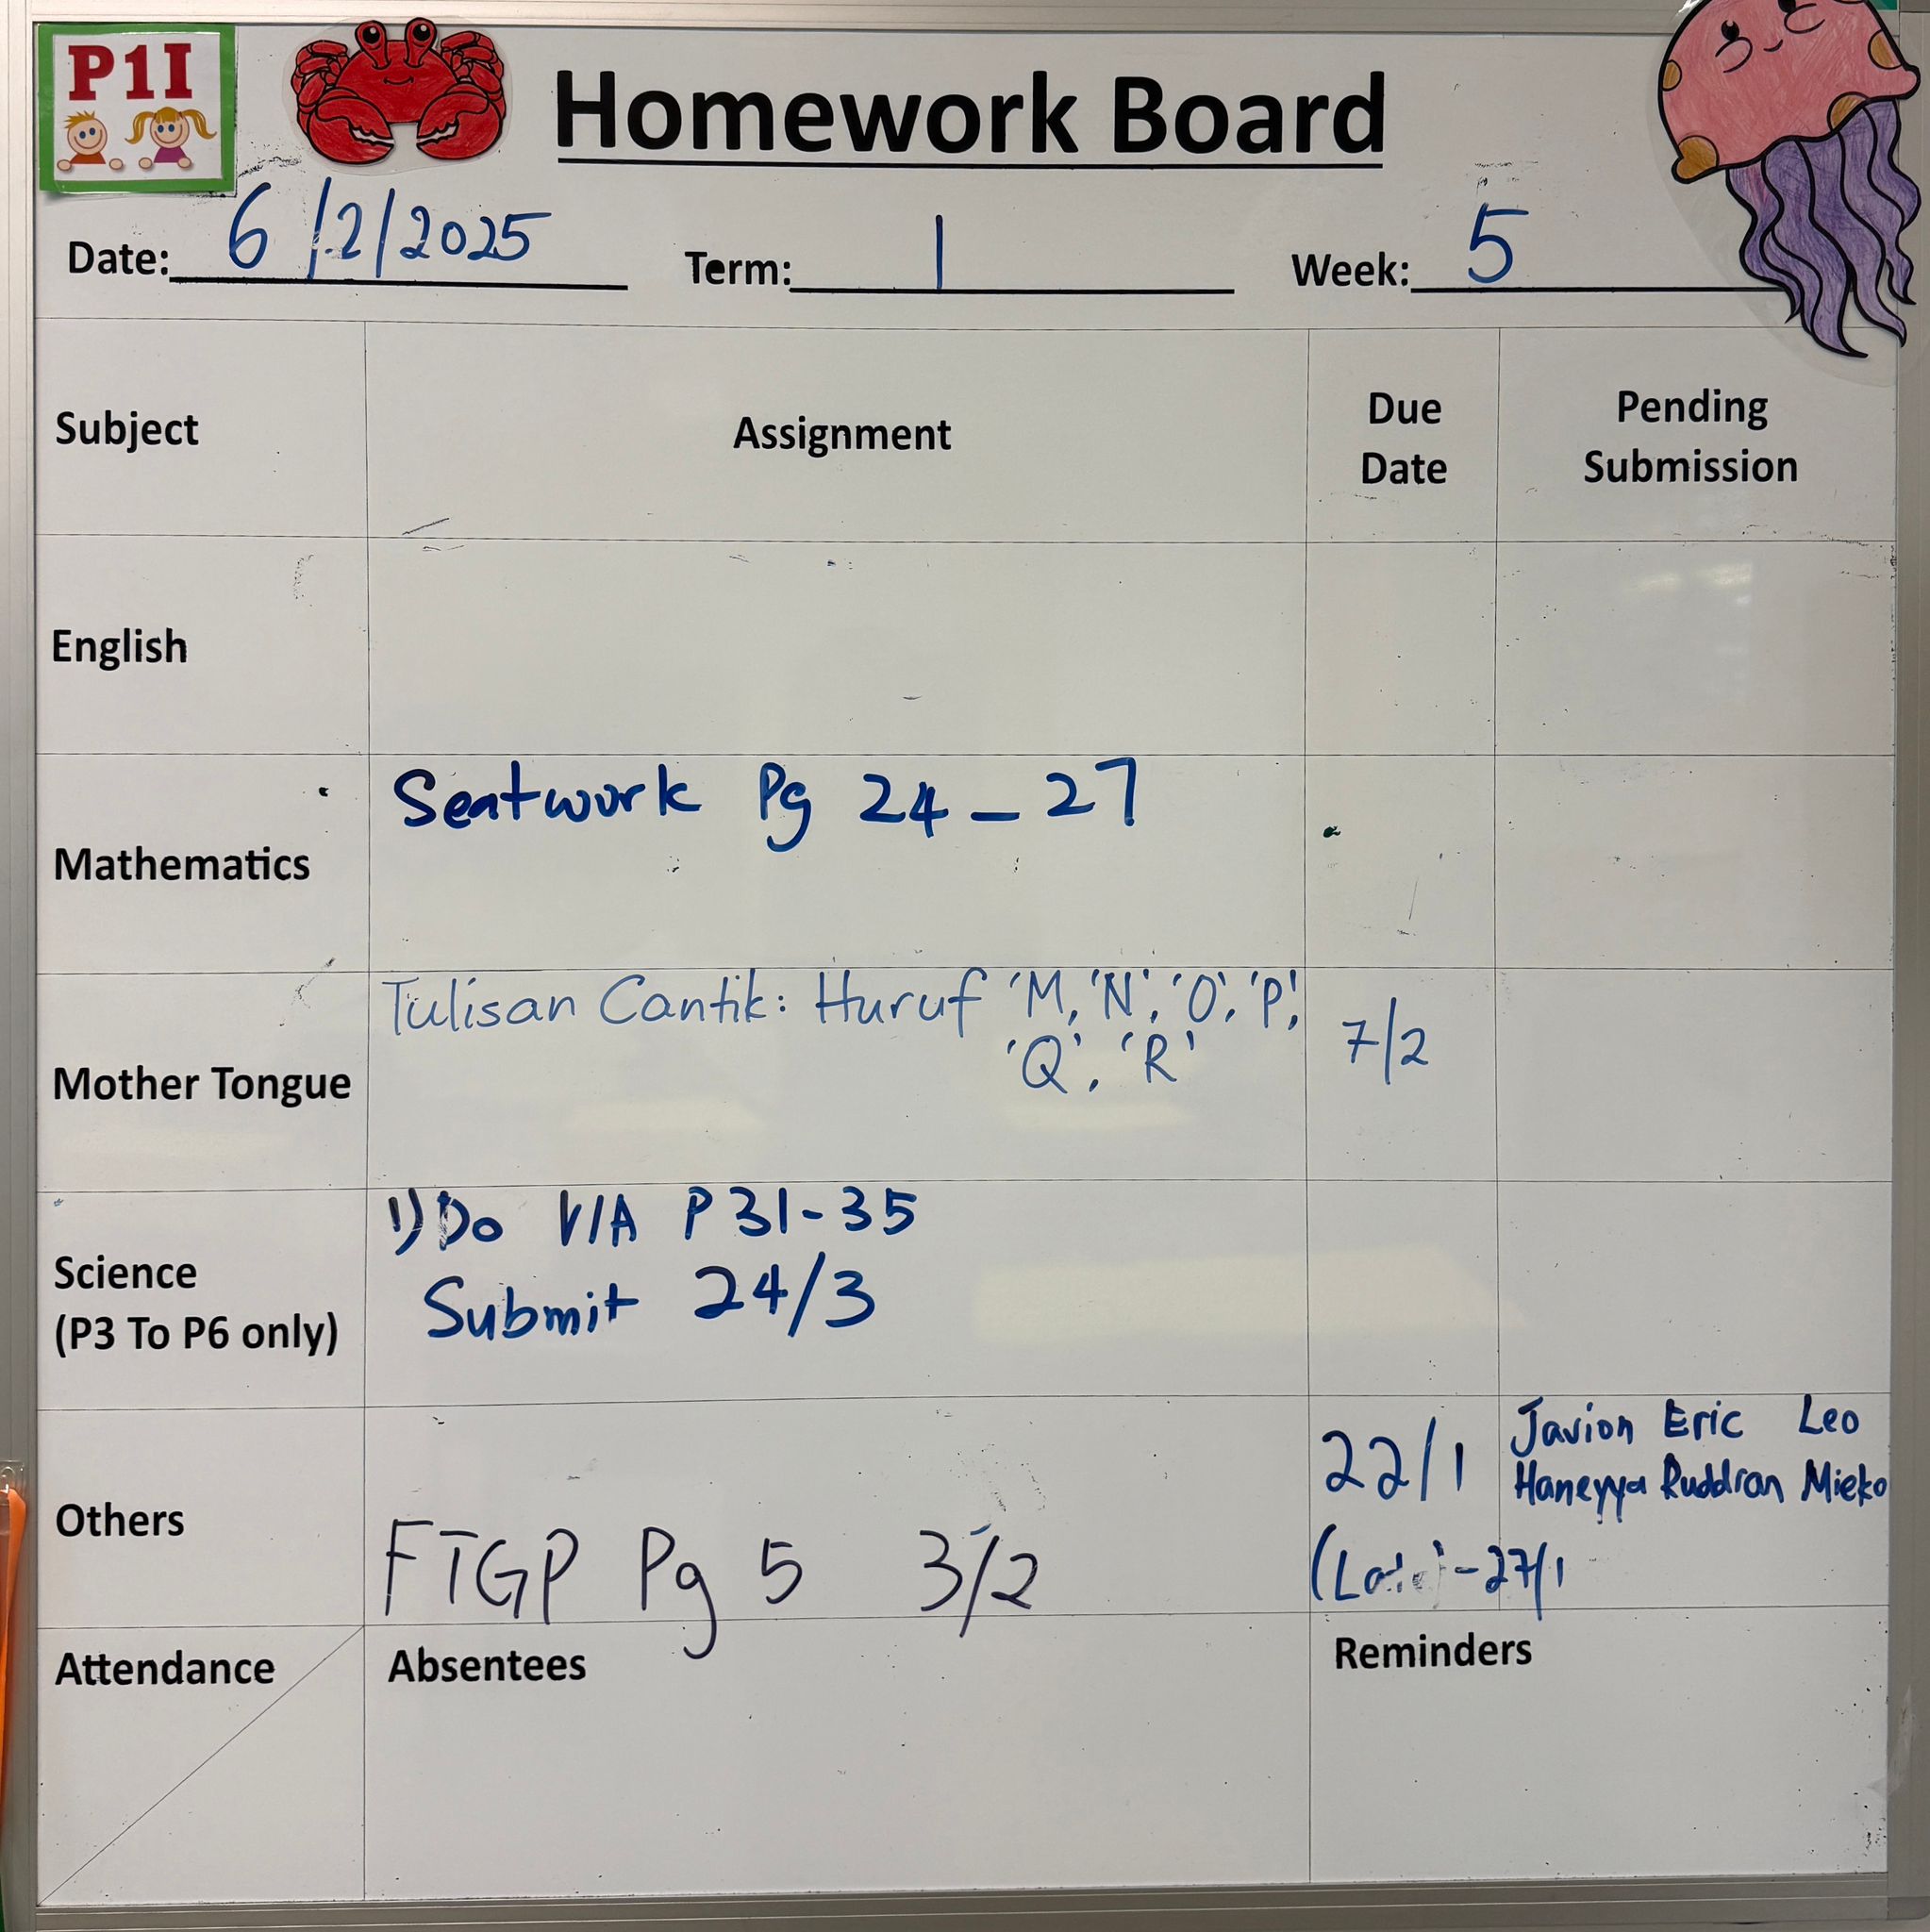 P1I
Homework Board
Date: 6/2/2025 Term: 1 Week: 5
Subject Assignment Due Date Pending Submission
English
Mathematics Seatwork Pg 24 - 27
Mother Tongue Tulisan Cantik: Huruf 'M, 'N', 'O', 'P',
'Q', 'R' 7/2
Science
(P3 To P6 only)
1) Do V/A P 31-35
Submit 24/3
Others
FTGP Pg 5 3/2
22/1 Javion Eric Leo
Haneyya Ruddran Mieko
-27/1
Attendance Absentees Reminders